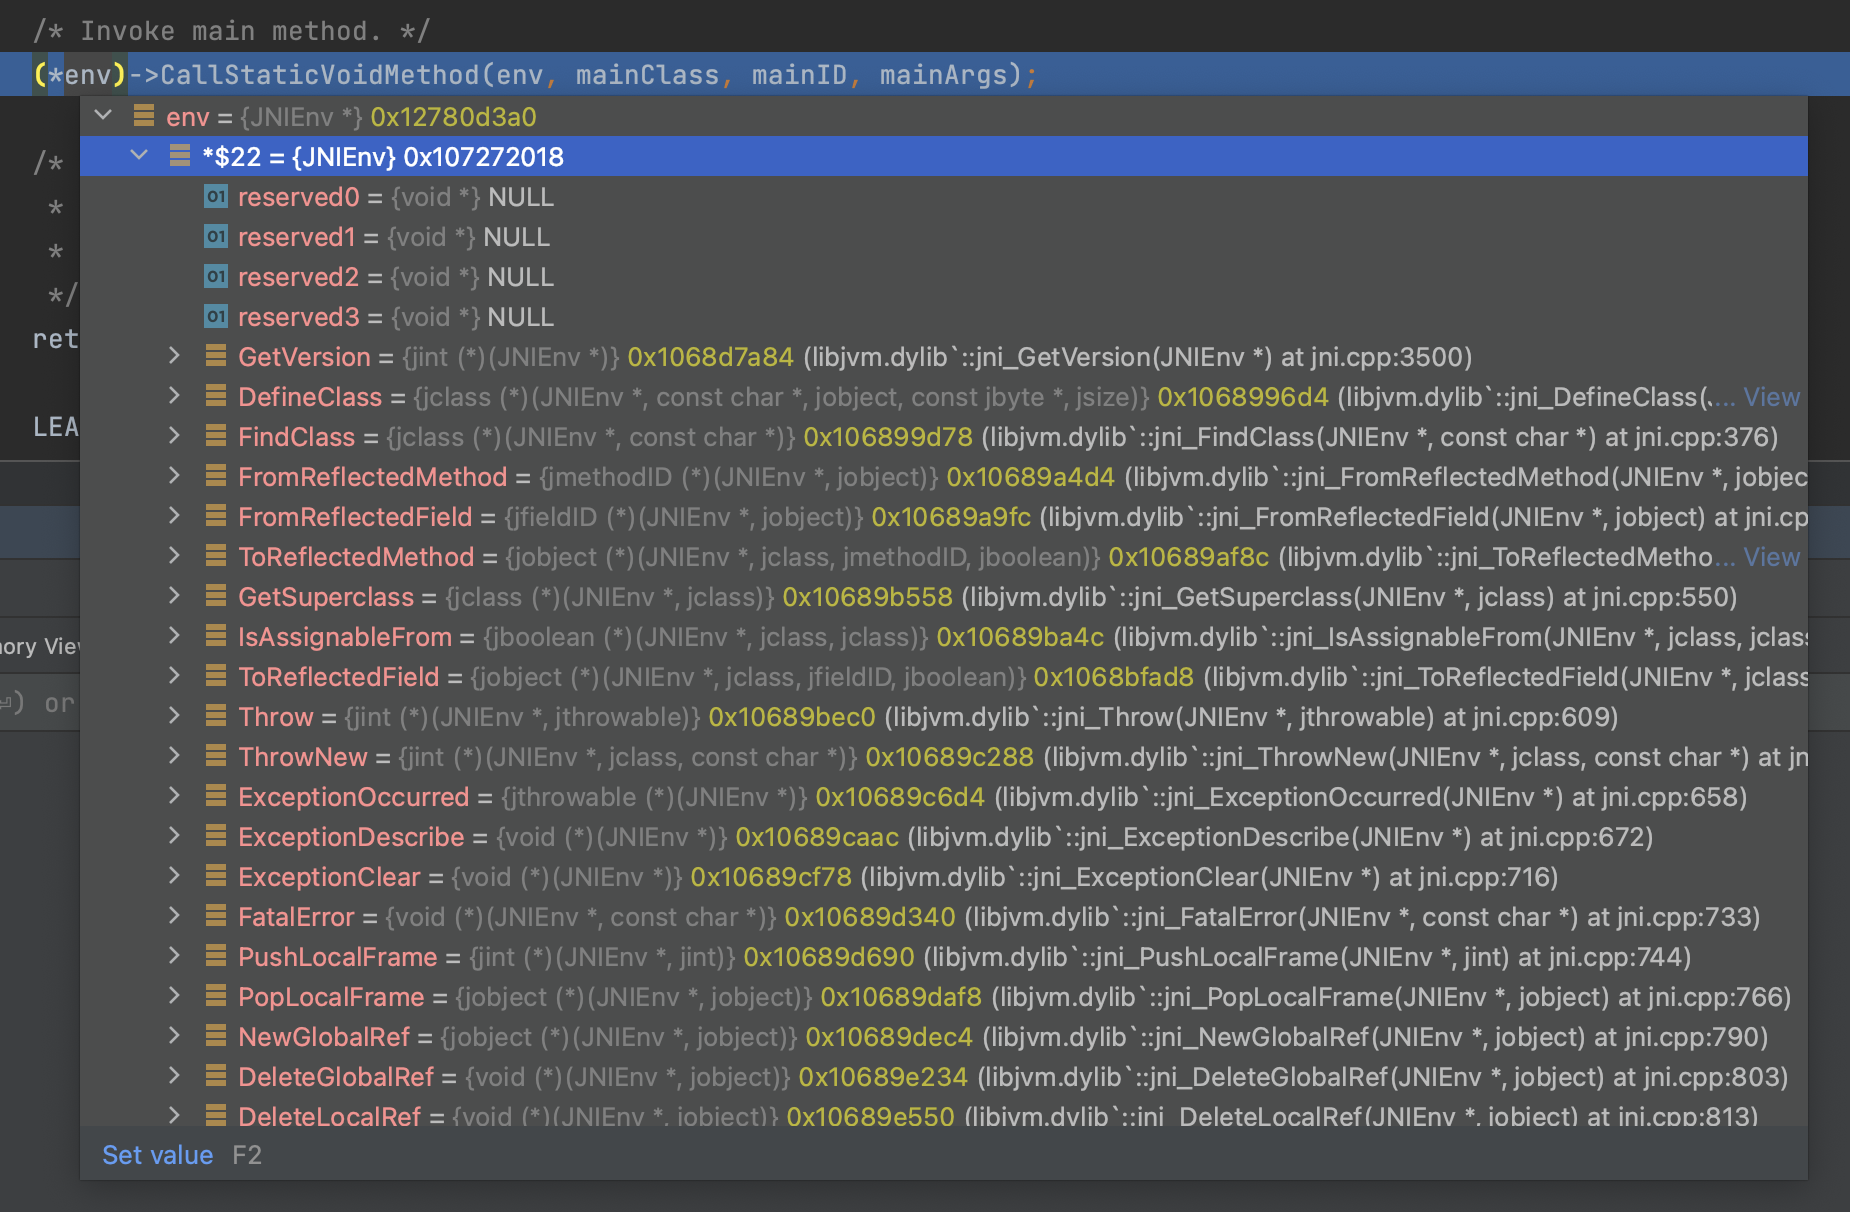 /* Invoke main method. */
(*env)->CallStaticVoidMethod(env, mainClass, mainID, mainArgs);
env = {JNIEnv *} 0x12780d3a0
/*
*$22 = {JNIEnv} 0x107272018
*
01 reserved0 = {void *} NULL
*
01 reserved1 = {void *} NULL
01 reserved2 = {void *} NULL
*/
01 reserved3 = {void *} NULL
ret
GetVersion = {jint (*)(JNIEnv *)} 0x1068d7a84 (libjvm.dylib`::jni_GetVersion(JNIEnv *) at jni.cpp:3500)
DefineClass = {jclass (*)(JNIEnv *, const char *, jobject, const jbyte *, jsize)} 0x1068996d4 (libjvm.dylib`::jni_DefineClass(... View
LEA
FindClass = {jclass (*)(JNIEnv *, const char *)} 0x106899d78 (libjvm.dylib`::jni_FindClass(JNIEnv *, const char *) at jni.cpp:376)
FromReflectedMethod = {jmethodID (*)(JNIEnv *, jobject)} 0x10689a4d4 (libjvm.dylib`::jni_FromReflectedMethod(JNIEnv *, jobjec
FromReflectedField = {jfieldID (*)(JNIEnv *, jobject)} 0x10689a9fc (libjvm.dylib`::jni_FromReflectedField(JNIEnv *, jobject) at jni.cp
ToReflectedMethod = {jobject (*)(JNIEnv *, jclass, jmethodID, jboolean)} 0x10689af8c (libjvm.dylib`::jni_ToReflectedMetho... View
GetSuperclass = {jclass (*)(JNIEnv *, jclass)} 0x10689b558 (libjvm.dylib`::jni_GetSuperclass(JNIEnv *, jclass) at jni.cpp:550)
IsAssignableFrom = {jboolean (*)(JNIEnv *, jclass, jclass)} 0x10689ba4c (libjvm.dylib`::jni_IsAssignableFrom(JNIEnv *, jclass, jclas
ory Vie
ToReflectedField = {jobject (*)(JNIEnv *, jclass, jfieldID, jboolean)} 0x1068bfad8 (libjvm.dylib`::jni_ToReflectedField(JNIEnv *, jclass
⏎) or
Throw = {jint (*)(JNIEnv *, jthrowable)} 0x10689bec0 (libjvm.dylib`::jni_Throw(JNIEnv *, jthrowable) at jni.cpp:609)
ThrowNew = {jint (*)(JNIEnv *, jclass, const char *)} 0x10689c288 (libjvm.dylib`::jni_ThrowNew(JNIEnv *, jclass, const char *) at jn
ExceptionOccurred = {jthrowable (*)(JNIEnv *)} 0x10689c6d4 (libjvm.dylib`::jni_ExceptionOccurred(JNIEnv *) at jni.cpp:658)
ExceptionDescribe = {void (*)(JNIEnv *)} 0x10689caac (libjvm.dylib`::jni_ExceptionDescribe(JNIEnv *) at jni.cpp:672)
ExceptionClear = {void (*)(JNIEnv *)} 0x10689cf78 (libjvm.dylib`::jni_ExceptionClear(JNIEnv *) at jni.cpp:716)
FatalError = {void (*)(JNIEnv *, const char *)} 0x10689d340 (libjvm.dylib`::jni_FatalError(JNIEnv *, const char *) at jni.cpp:733)
PushLocalFrame = {jint (*)(JNIEnv *, jint)} 0x10689d690 (libjvm.dylib`::jni_PushLocalFrame(JNIEnv *, jint) at jni.cpp:744)
PopLocalFrame = {jobject (*)(JNIEnv *, jobject)} 0x10689daf8 (libjvm.dylib`::jni_PopLocalFrame(JNIEnv *, jobject) at jni.cpp:766)
NewGlobalRef = {jobject (*)(JNIEnv *, jobject)} 0x10689dec4 (libjvm.dylib`::jni_NewGlobalRef(JNIEnv *, jobject) at jni.cpp:790)
DeleteGlobalRef = {void (*)(JNIEnv *, jobject)} 0x10689e234 (libjvm.dylib`::jni_DeleteGlobalRef(JNIEnv *, jobject) at jni.cpp:803)
DeleteLocalRef = {void (*)(JNIEnv *, jobject)} 0x10689e550 (libjvm.dylib`::jni_DeleteLocalRef(JNIEnv *, jobject) at jni.cpp:813)
Set value F2